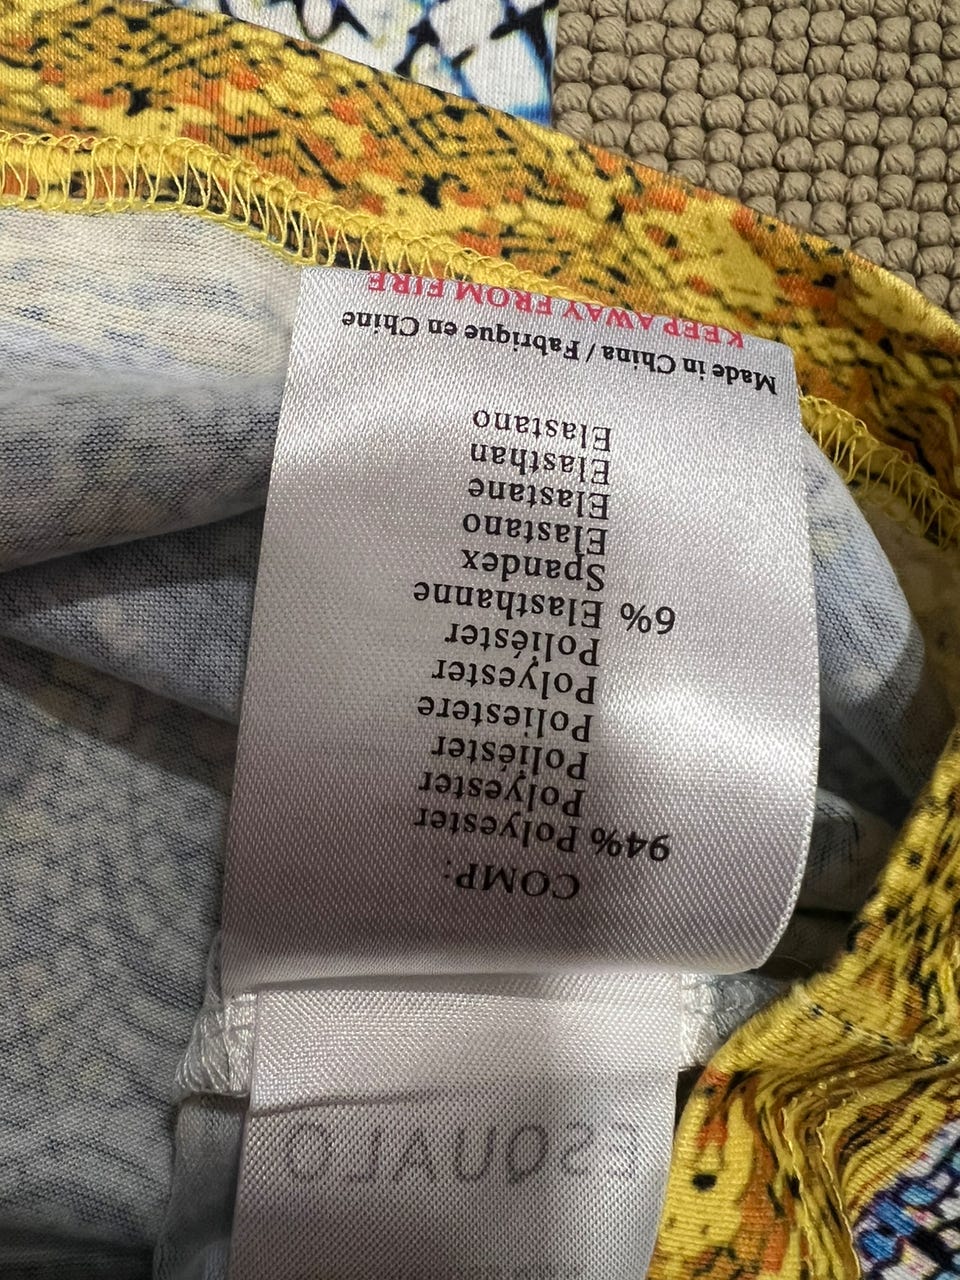 ESQUALO
COMP:
94% Polyester
Polyester
Poliéster
Poliestere
Polyester
Poliéster
6% Elasthanne
Spandex
Elastano
Elastane
Elasthan
Elastano
Made in China / Fabrique en Chine
KEEP AWAY FROM FIRE